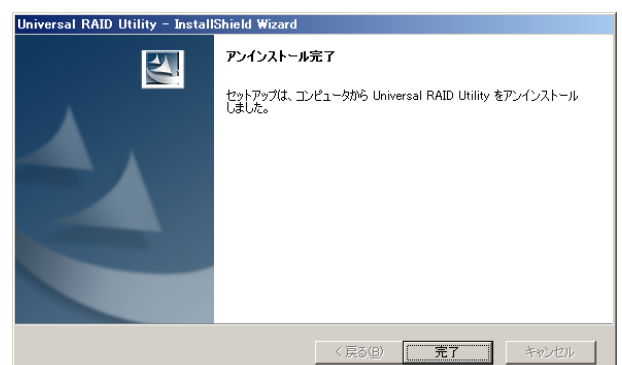 Universal RAID Utility - InstallShield Wizard
アンインストール完了
セットアップは、コンピュータから Universal RAID Utility をアンインストール
しました。
< 戻る(B)
完了
キャンセル